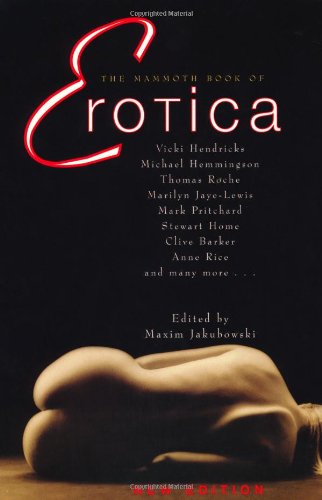 THE MAMMOTH BOOK OF
EROTICA
Vicki Hendricks
Michael Hemmingson
Thomas Roche
Marilyn Jaye-Lewis
Mark Pritchard
Stewart Home
Clive Barker
Anne Rice
and many more . . .
Edited by
Maxim Jakubowski
NEW EDITION